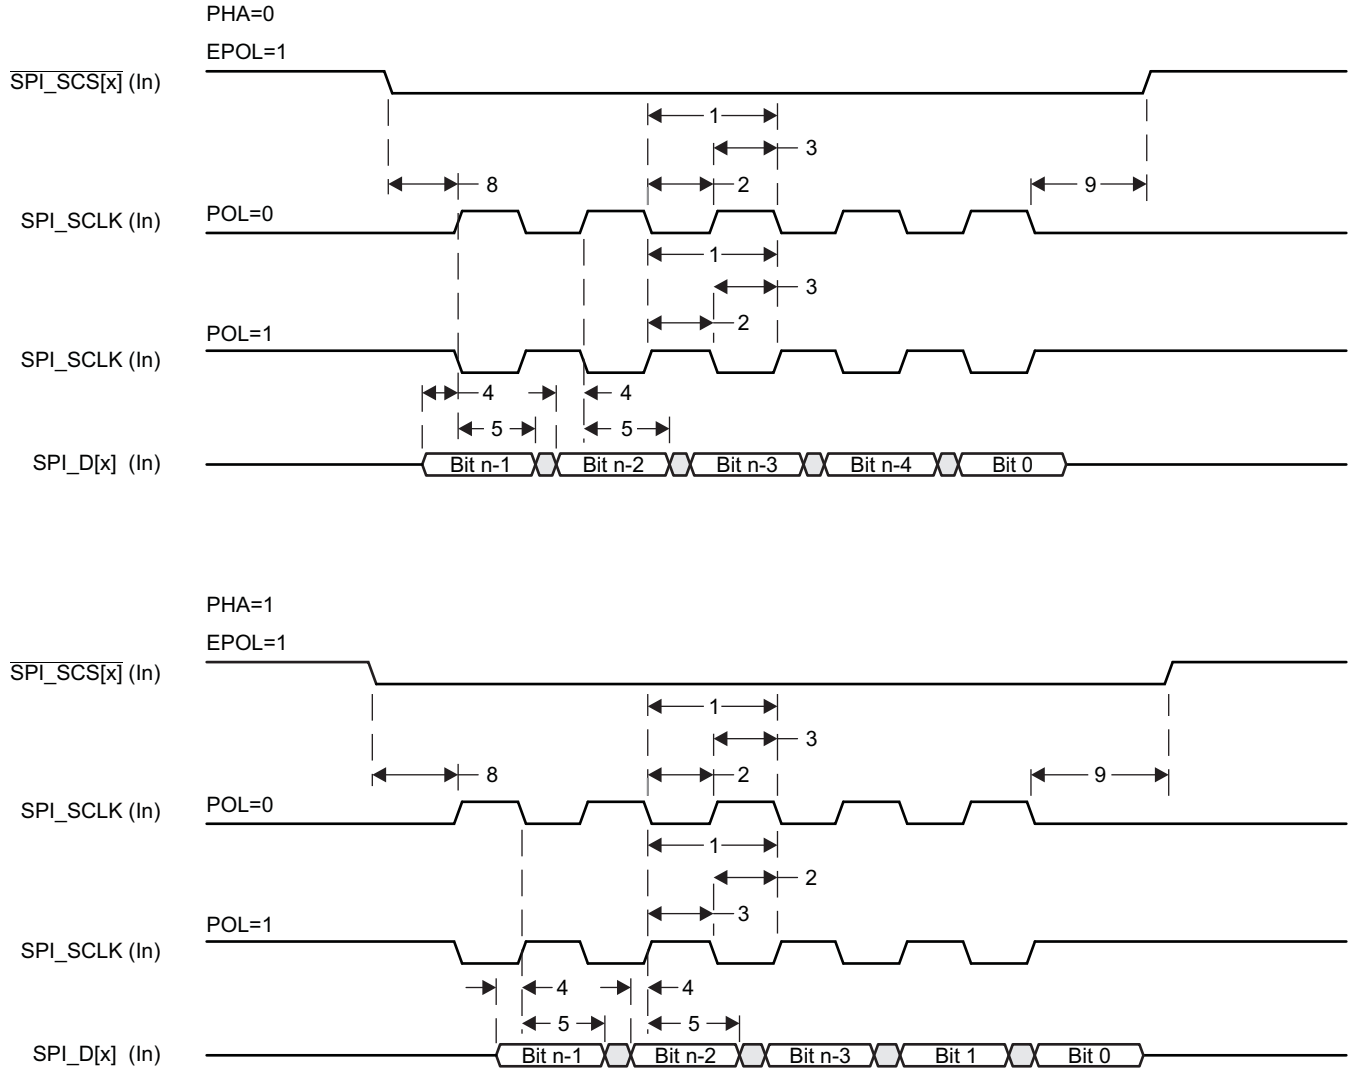 PHA=0
EPOL=1
SPI_SCS[x] (In)
1
3
8
2
9
SPI_SCLK (In)
POL=0
1
3
2
POL=1
SPI_SCLK (In)
4
4
5
5
SPI_D[x] (In)
Bit n-1
Bit n-2
Bit n-3
Bit n-4
Bit 0
PHA=1
EPOL=1
SPI_SCS[x] (In)
1
3
8
2
9
SPI_SCLK (In)
POL=0
1
2
3
POL=1
SPI_SCLK (In)
4
4
5
5
SPI_D[x] (In)
Bit n-1
Bit n-2
Bit n-3
Bit 1
Bit 0